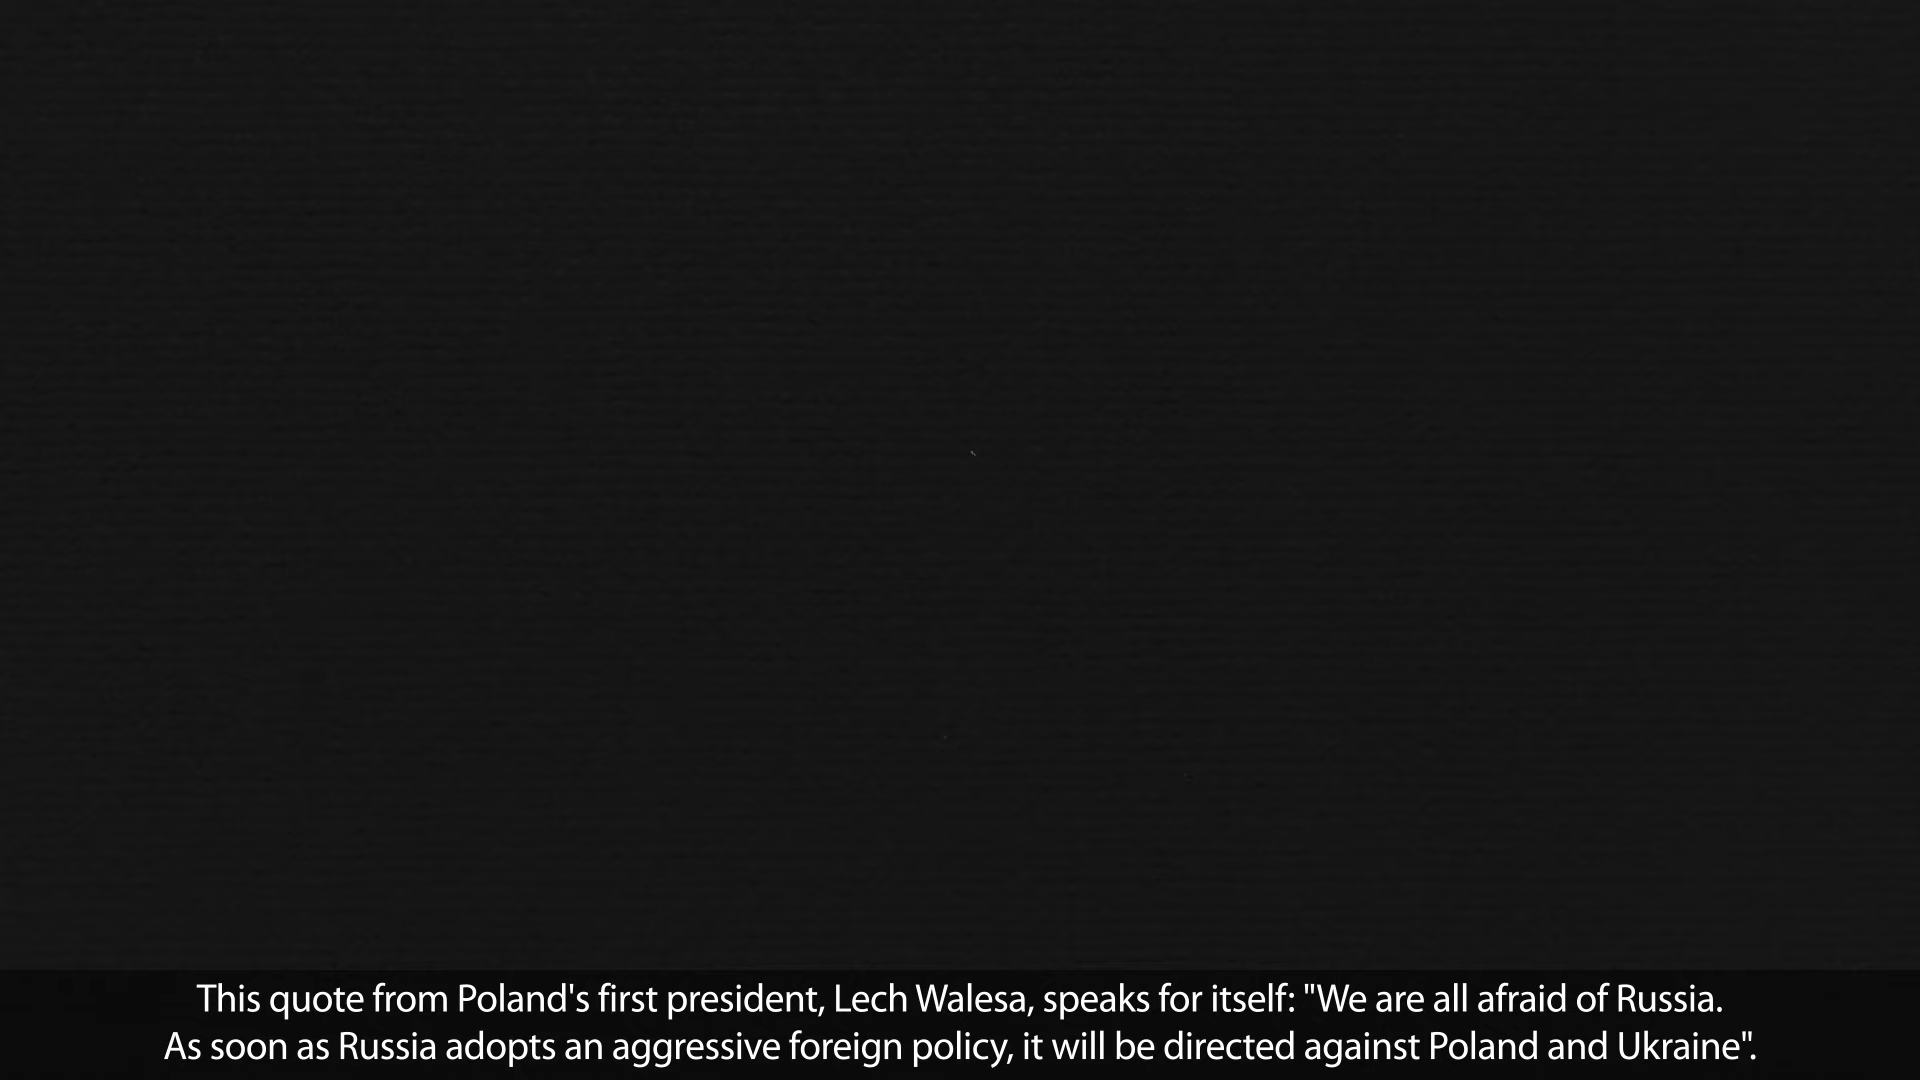 This quote from Poland's first president, Lech Walesa, speaks for itself: "We are all afraid of Russia.
As soon as Russia adopts an aggressive foreign policy, it will be directed against Poland and Ukraine".